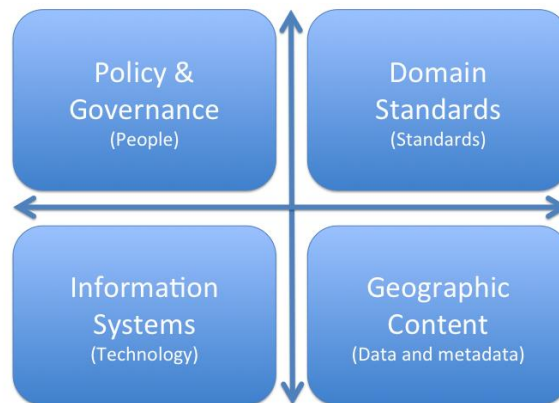 Policy &
Governance
(People)
Domain
Standards
(Standards)
Information
Systems
(Technology)
Geographic
Content
(Data and metadata)